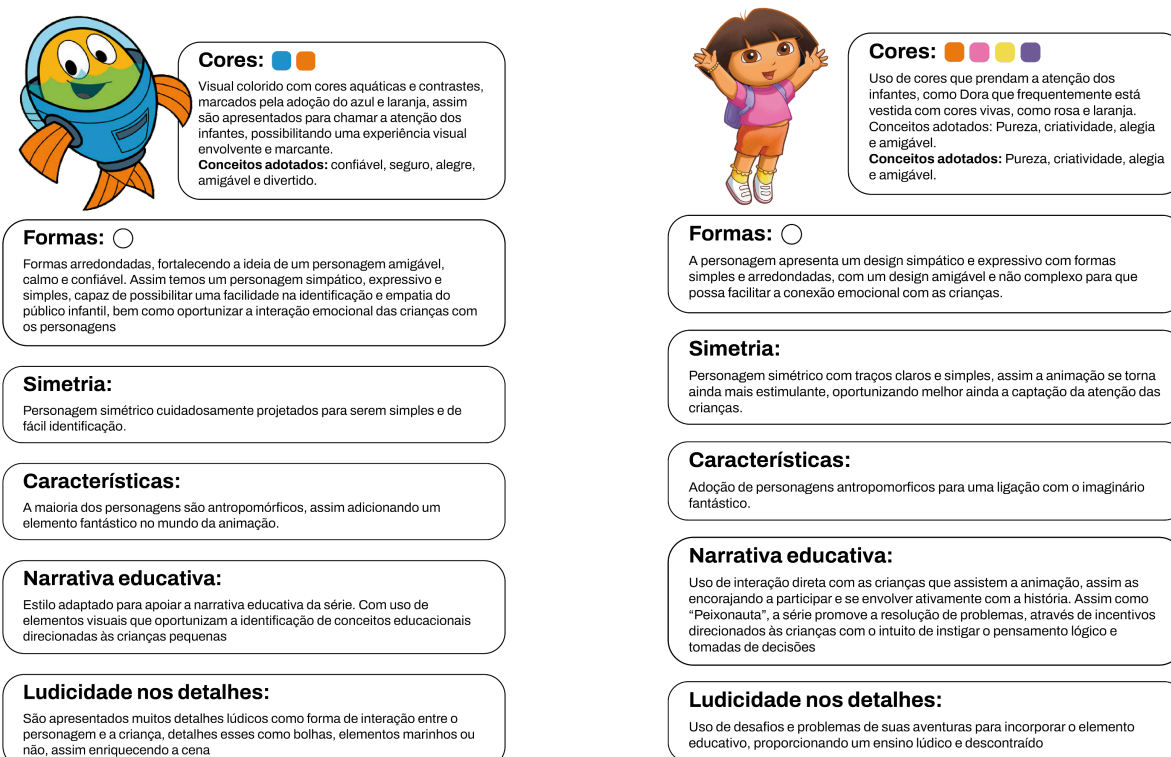 Cores:
Visual colorido com cores aquáticas e contrastes,
marcados pela adoção do azul e laranja, assim
são apresentados para chamar a atenção dos
infantes, possibilitando uma experiência visual
envolvente e marcante.
Conceitos adotados: confiável, seguro, alegre,
amigável e divertido.
Formas:
Formas arredondadas, fortalecendo a ideia de um personagem amigável,
calmo e confiável. Assim temos um personagem simpático, expressivo e
simples, capaz de possibilitar uma facilidade na identificação e empatia do
público infantil, bem como oportunizar a interação emocional das crianças com
os personagens
Simetria:
Personagem simétrico cuidadosamente projetados para serem simples e de
fácil identificação.
Características:
A maioria dos personagens são antropomórficos, assim adicionando um
elemento fantástico no mundo da animação.
Narrativa educativa:
Estilo adaptado para apoiar a narrativa educativa da série. Com uso de
elementos visuais que oportunizam a identificação de conceitos educacionais
direcionadas às crianças pequenas
Ludicidade nos detalhes:
São apresentados muitos detalhes lúdicos como forma de interação entre o
personagem e a criança, detalhes esses como bolhas, elementos marinhos ou
não, assim enriquecendo a cena
Cores:
Uso de cores que prendam a atenção dos
infantes, como Dora que frequentemente está
vestida com cores vivas, como rosa e laranja.
Conceitos adotados: Pureza, criatividade, alegia
e amigável.
Conceitos adotados: Pureza, criatividade, alegia
e amigável.
Formas:
A personagem apresenta um design simpático e expressivo com formas
simples e arredondadas, com um design amigável e não complexo para que
possa facilitar a conexão emocional com as crianças.
Simetria:
Personagem simétrico com traços claros e simples, assim a animação se torna
ainda mais estimulante, oportunizando melhor ainda a captação da atenção das
crianças.
Características:
Adoção de personagens antropomorficos para uma ligação com o imaginário
fantástico.
Narrativa educativa:
Uso de interação direta com as crianças que assistem a animação, assim as
encorajando a participar e se envolver ativamente com a história. Assim como
“Peixonauta”, a série promove a resolução de problemas, através de incentivos
direcionados às crianças com o intuito de instigar o pensamento lógico e
tomadas de decisões
Ludicidade nos detalhes:
Uso de desafios e problemas de suas aventuras para incorporar o elemento
educativo, proporcionando um ensino lúdico e descontraído